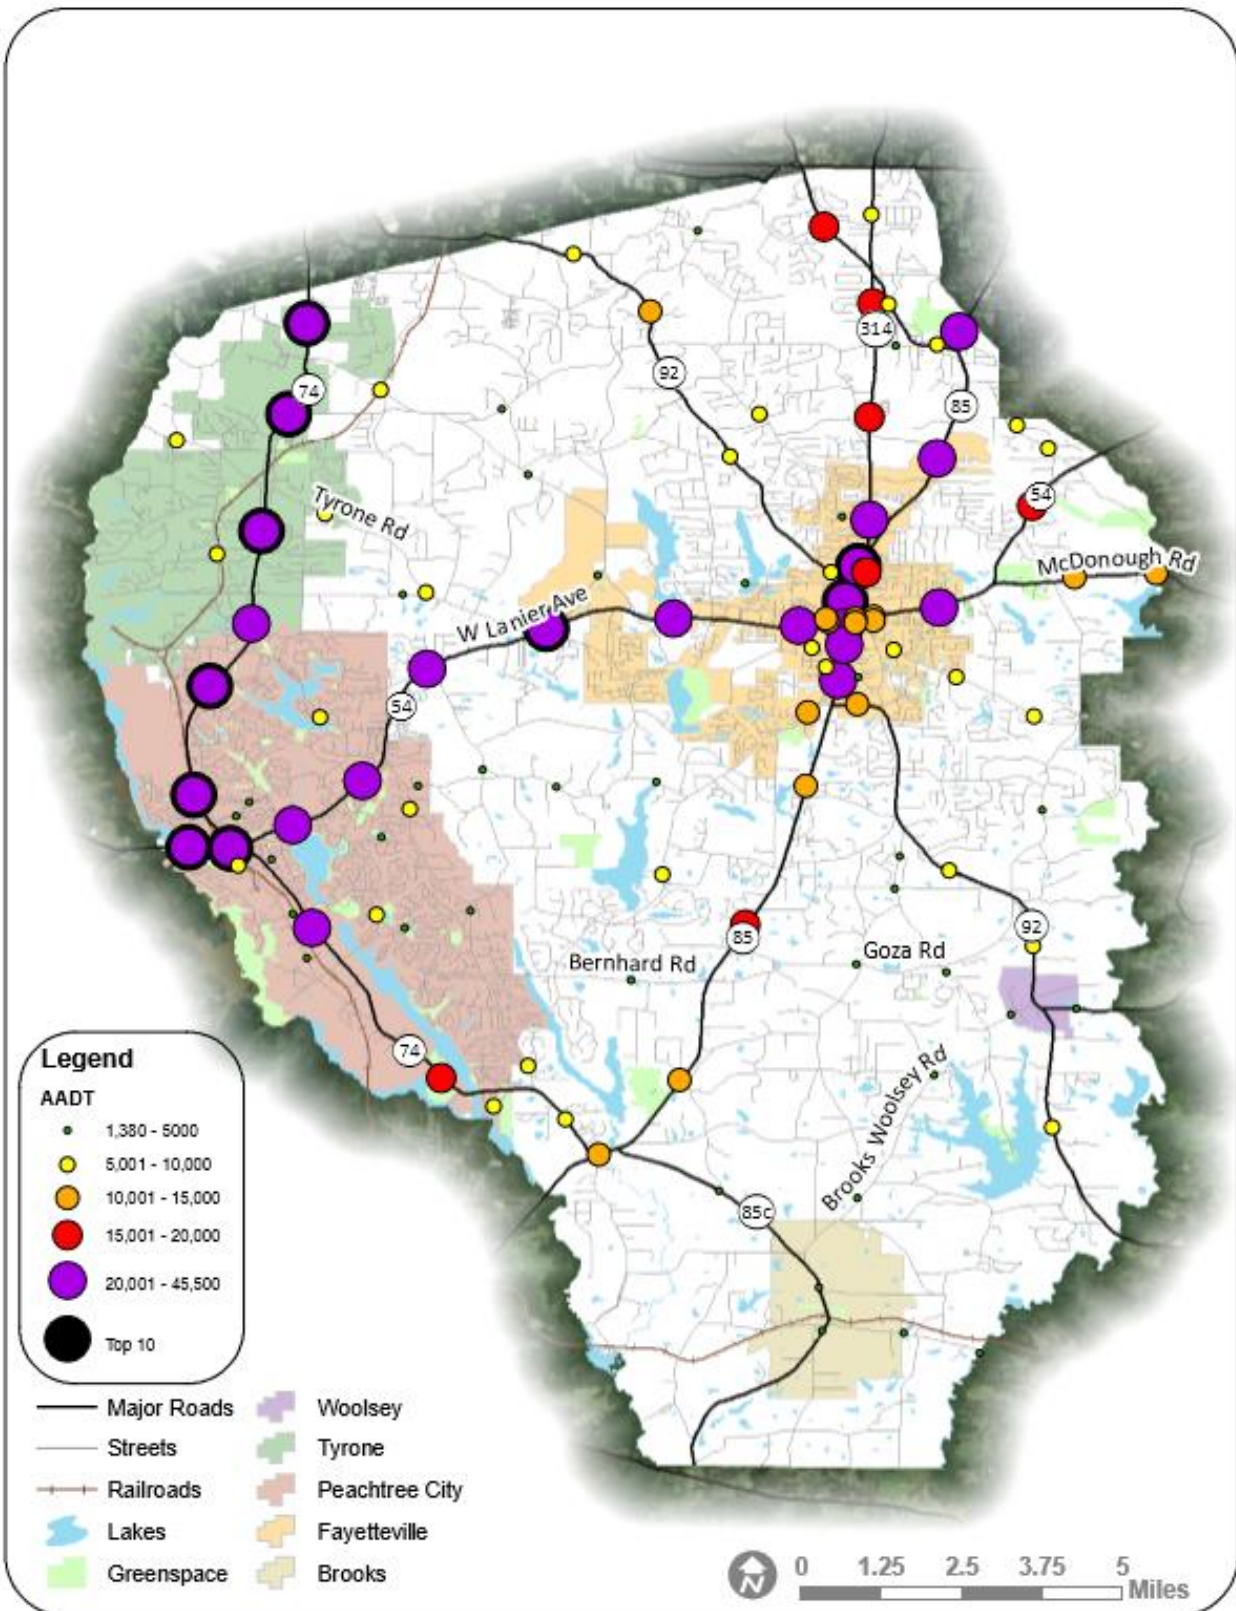 314
74
92
85
54
Tyrone Rd
McDonough Rd
W Lanier Ave
54
85
Bernhard Rd
Goza Rd
92
74
Brooks Woolsey Rd
85c
Legend
AADT
1,380 - 5000
5,001 - 10,000
10,001 - 15,000
15,001 - 20,000
20,001 - 45,500
Top 10
Major Roads
Streets
Railroads
Lakes
Greenspace
Woolsey
Tyrone
Peachtree City
Fayetteville
Brooks
N
0 1.25 2.5 3.75 5
Miles